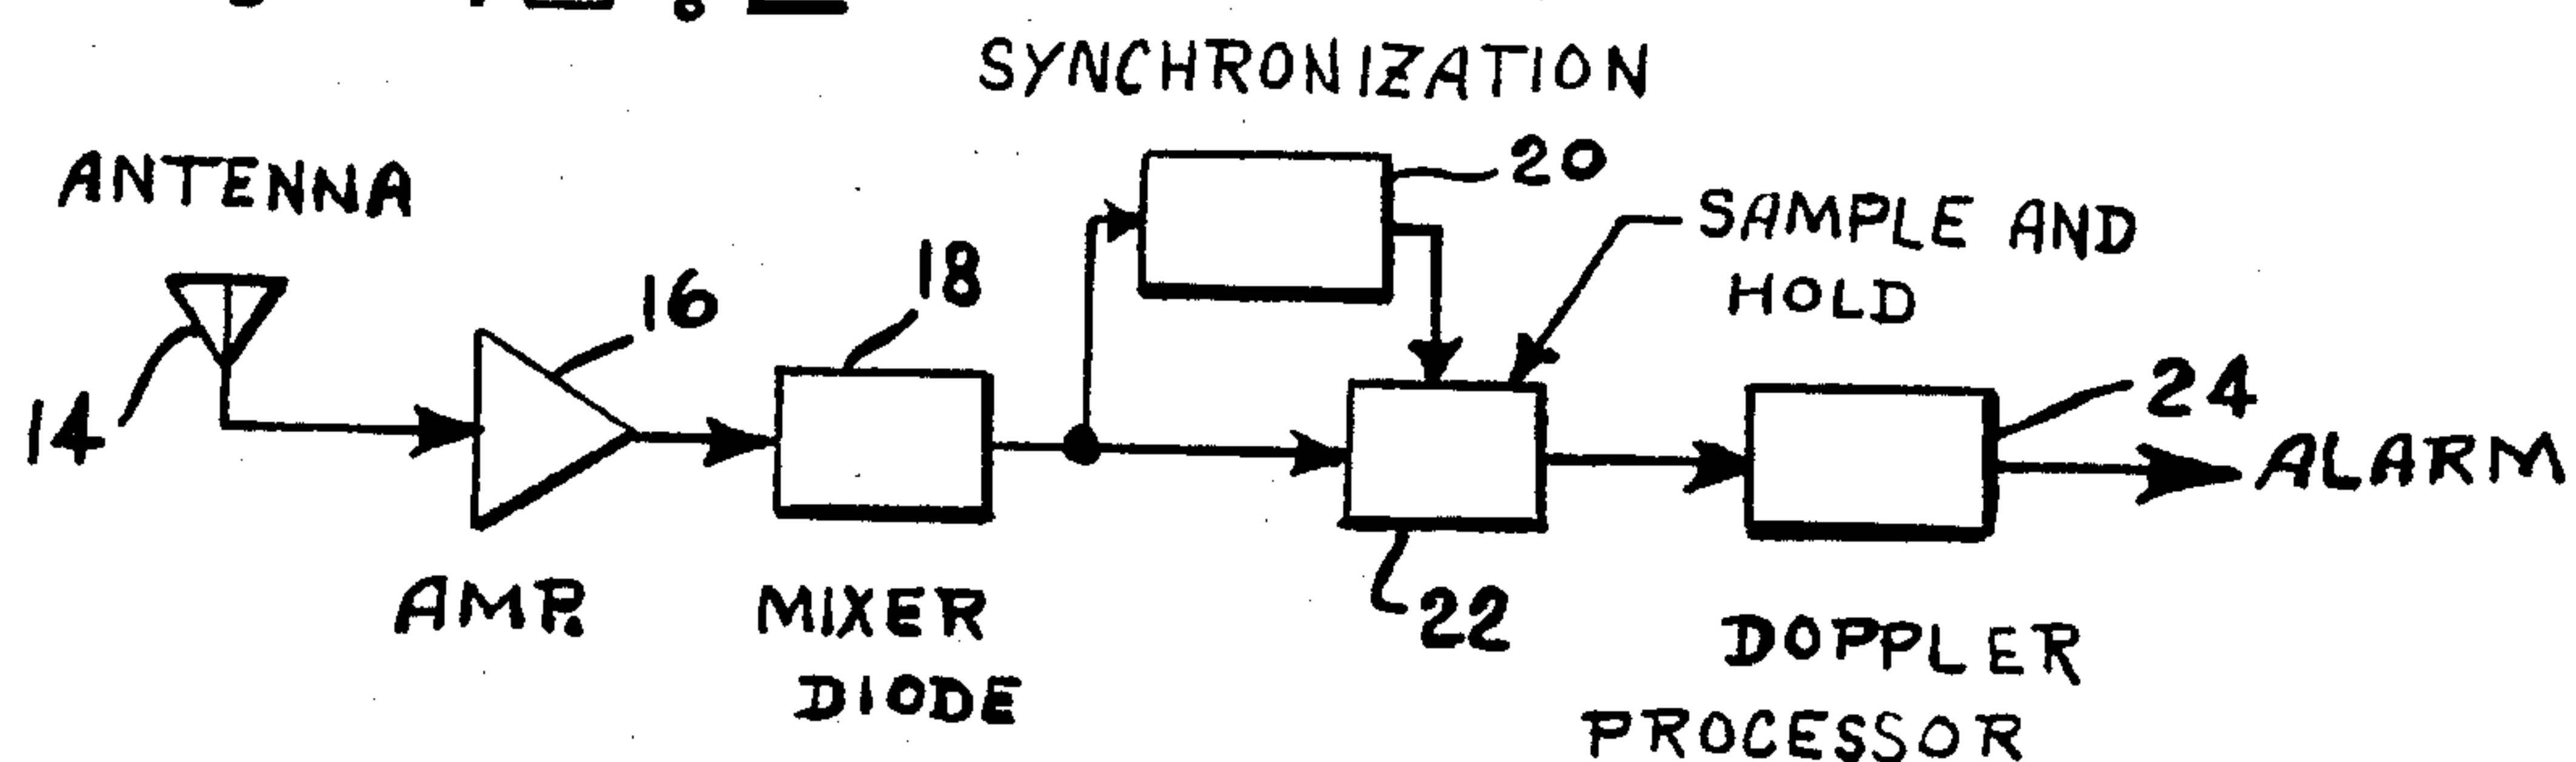 SYNCHRONIZATION
ANTENNA
20
SAMPLE AND
HOLD
18
16
14
24
ALARM
AMP.
MIXER
DIODE
22
DOPPLER
PROCESSOR